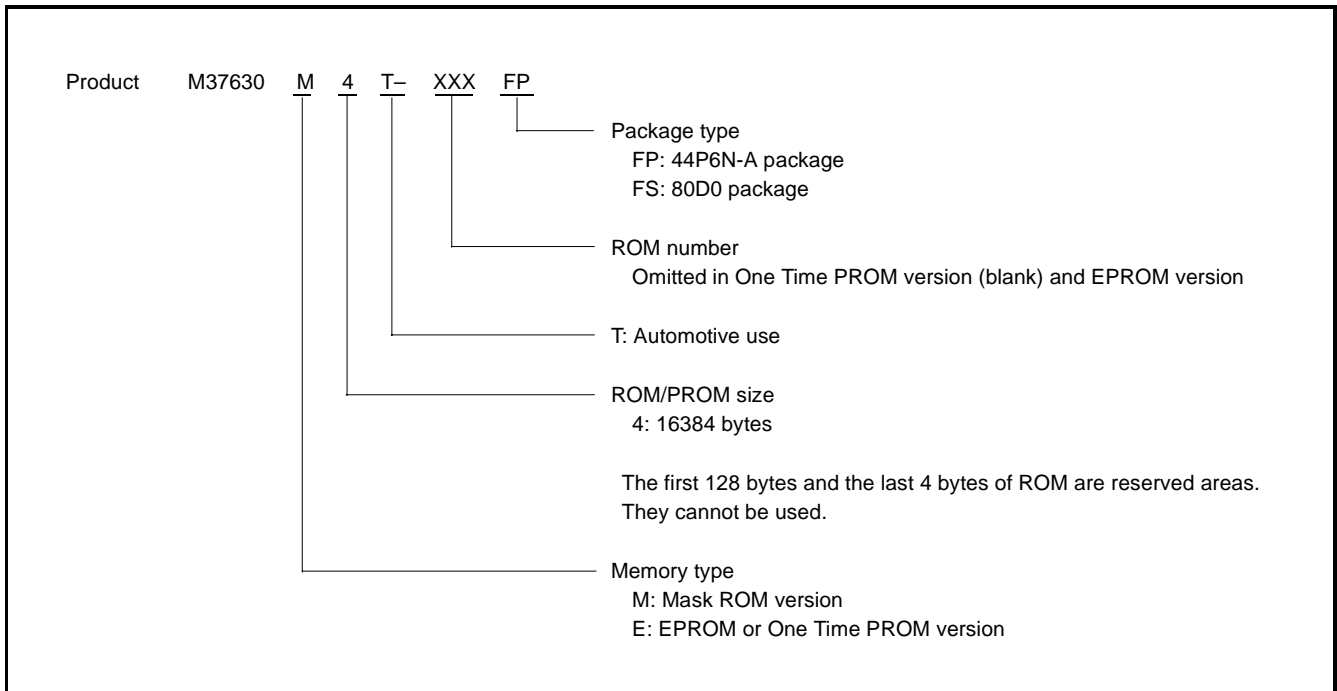 Product M37630 M 4 T– XXX FP
Package type
FP: 44P6N-A package
FS: 80D0 package
ROM number
Omitted in One Time PROM version (blank) and EPROM version
T: Automotive use
ROM/PROM size
4: 16384 bytes
The first 128 bytes and the last 4 bytes of ROM are reserved areas.
They cannot be used.
Memory type
M: Mask ROM version
E: EPROM or One Time PROM version